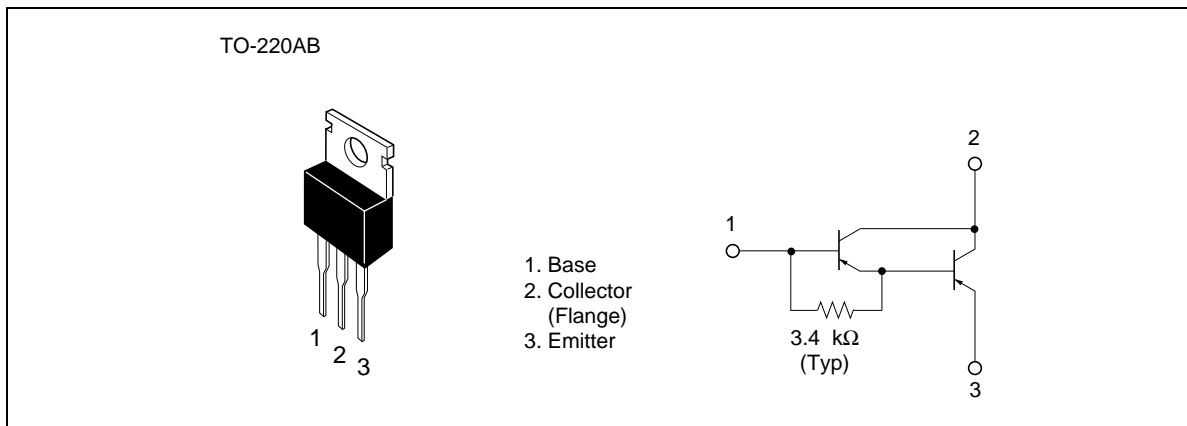 TO-220AB
1
2
3
1. Base
2. Collector
(Flange)
3. Emitter
1
2
3.4 kΩ
(Typ)
3